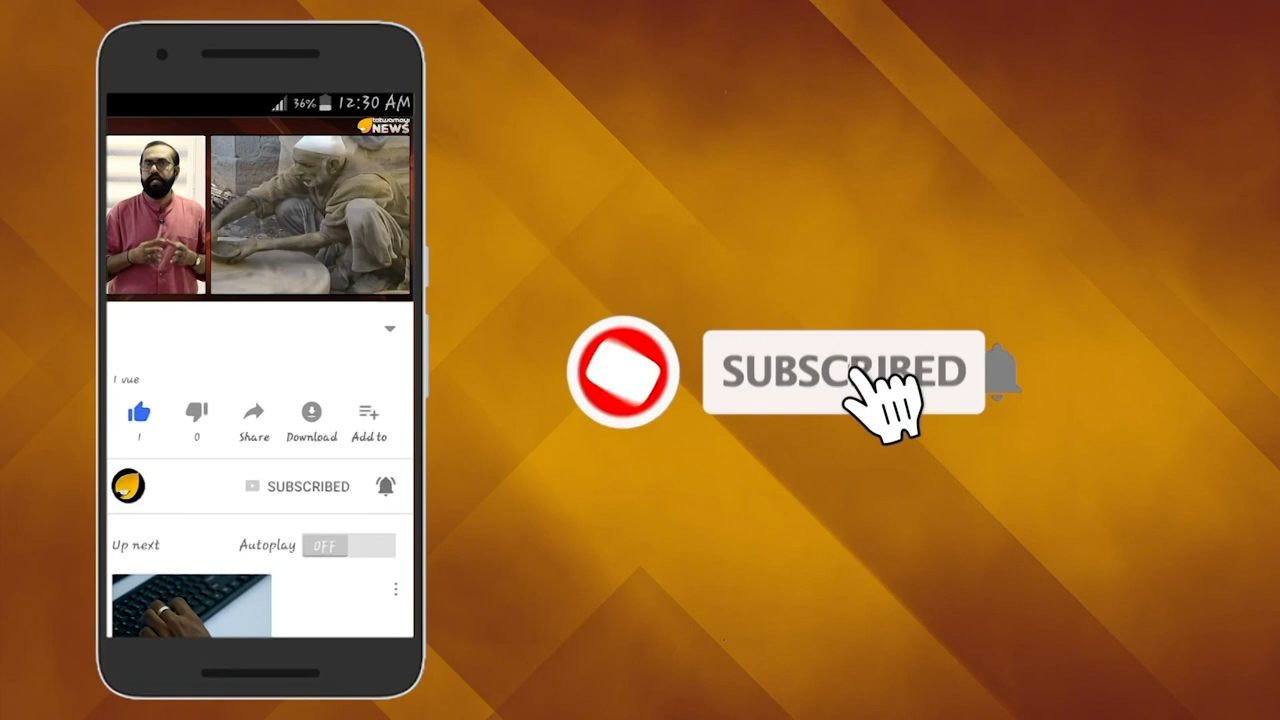 36% 12:30 AM
tatwamayi
NEWS
1 vue
1
0
Share
Download
Add to
SUBSCRIBED
Up next
Autoplay
OFF
SUBSCRIBED